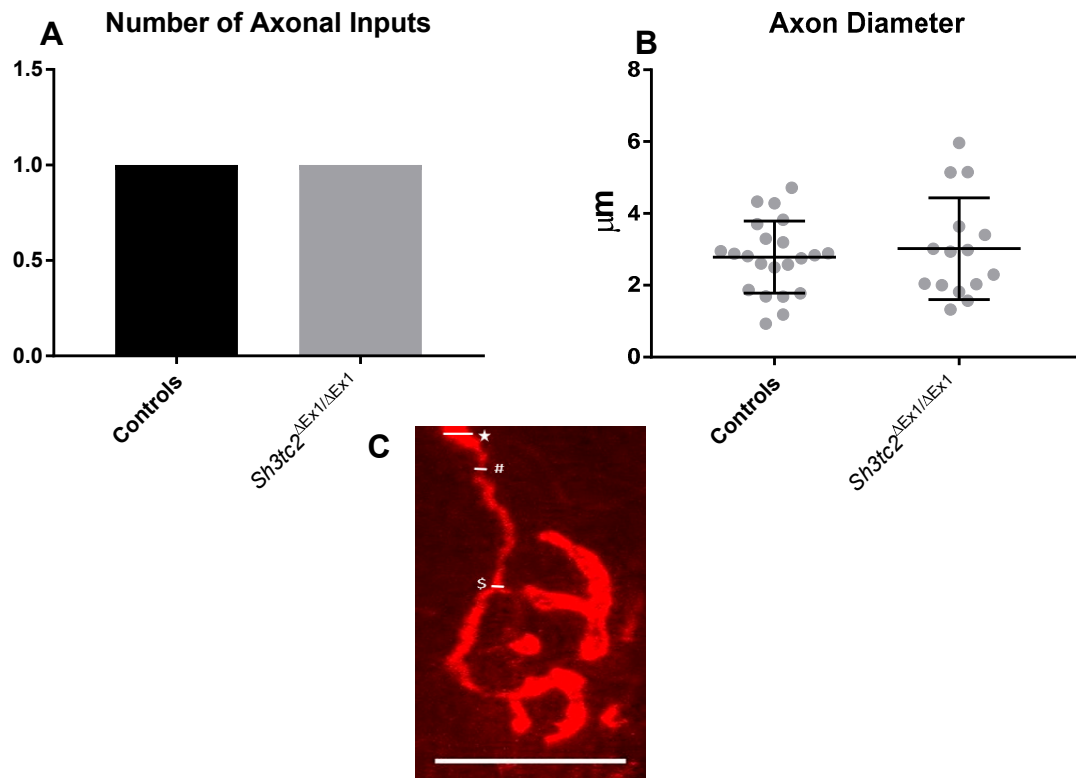 A
Number of Axonal Inputs
1.5
1.0
0.5
0.0
Controls
Sh3tc2ΔEx1/ΔEx1
B
Axon Diameter
μm
8
6
4
2
0
Controls
Sh3tc2ΔEx1/ΔEx1
C
★
#
$